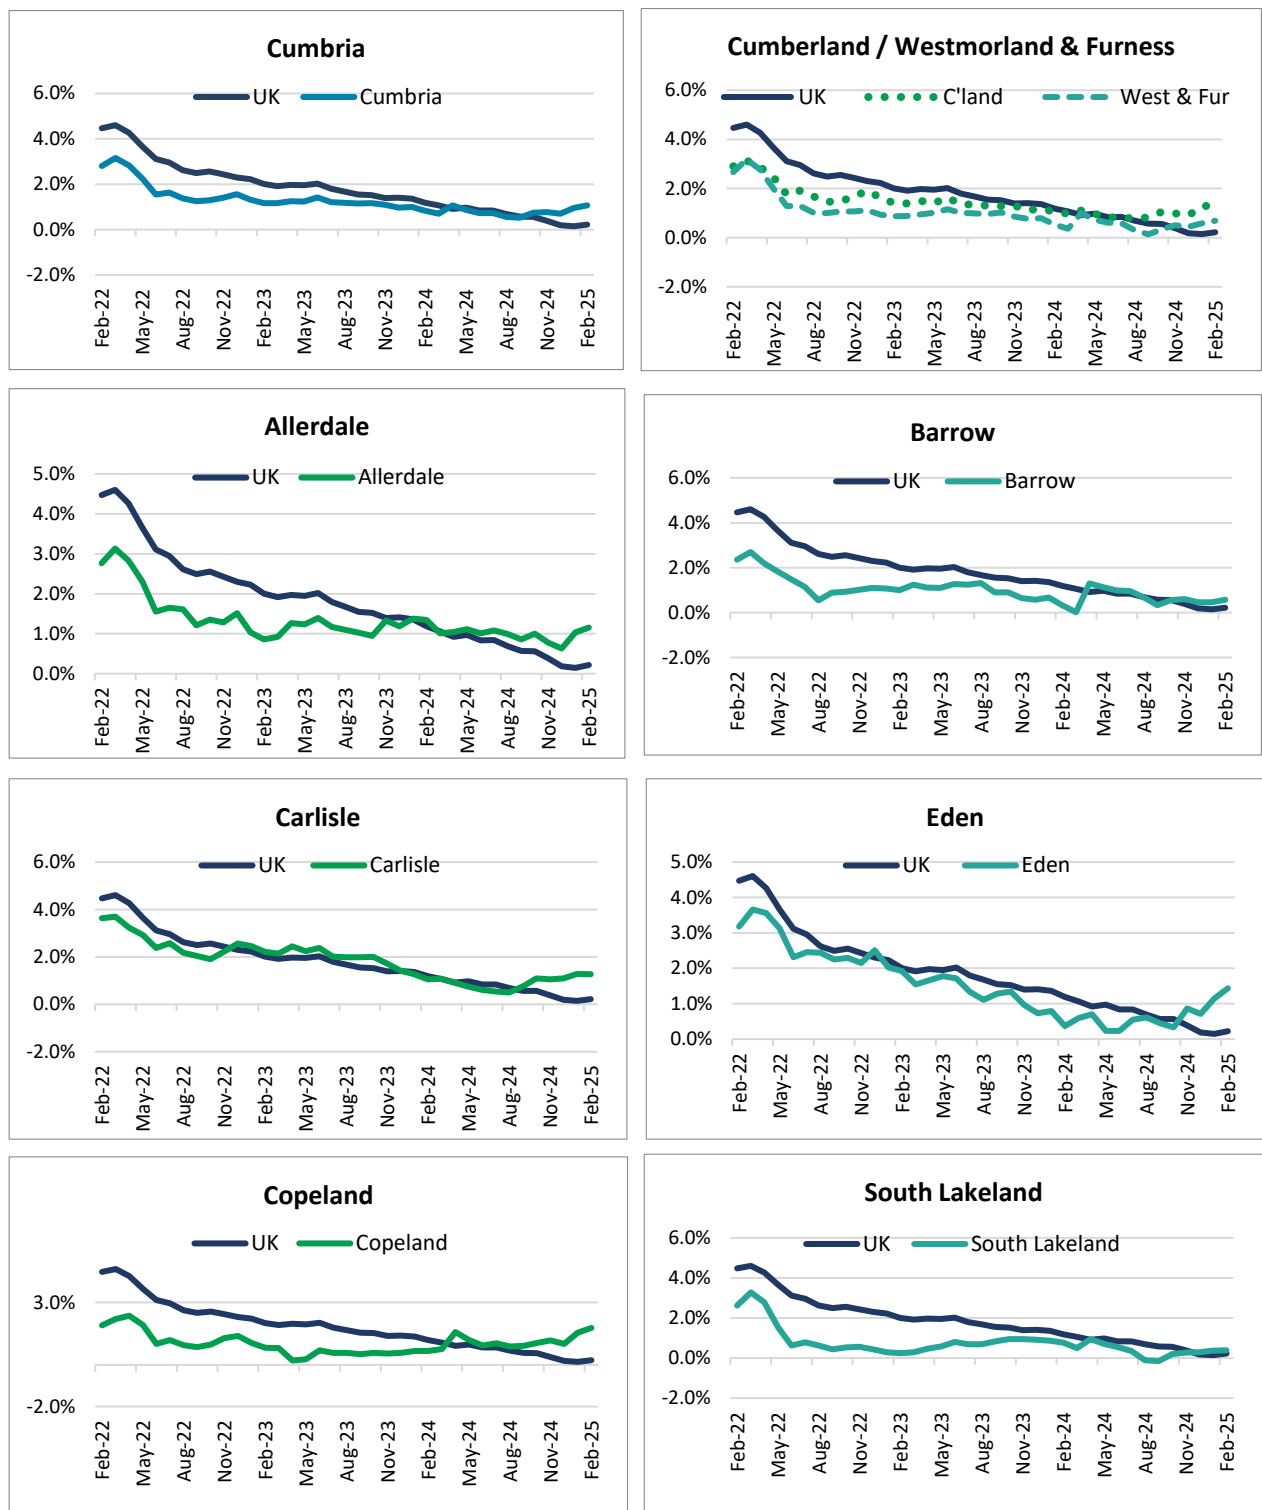 Cumbria
UK Cumbria
6.0%
4.0%
2.0%
0.0%
-2.0%
Feb-22 May-22 Aug-22 Nov-22 Feb-23 May-23 Aug-23 Nov-23 Feb-24 May-24 Aug-24 Nov-24 Feb-25
Cumberland / Westmorland & Furness
UK C'land West & Fur
6.0%
4.0%
2.0%
0.0%
-2.0%
Feb-22 May-22 Aug-22 Nov-22 Feb-23 May-23 Aug-23 Nov-23 Feb-24 May-24 Aug-24 Nov-24 Feb-25
Allerdale
UK Allerdale
5.0%
4.0%
3.0%
2.0%
1.0%
0.0%
Feb-22 May-22 Aug-22 Nov-22 Feb-23 May-23 Aug-23 Nov-23 Feb-24 May-24 Aug-24 Nov-24 Feb-25
Barrow
UK Barrow
6.0%
4.0%
2.0%
0.0%
-2.0%
Feb-22 May-22 Aug-22 Nov-22 Feb-23 May-23 Aug-23 Nov-23 Feb-24 May-24 Aug-24 Nov-24 Feb-25
Carlisle
UK Carlisle
6.0%
4.0%
2.0%
0.0%
-2.0%
Feb-22 May-22 Aug-22 Nov-22 Feb-23 May-23 Aug-23 Nov-23 Feb-24 May-24 Aug-24 Nov-24 Feb-25
Eden
UK Eden
5.0%
4.0%
3.0%
2.0%
1.0%
0.0%
Feb-22 May-22 Aug-22 Nov-22 Feb-23 May-23 Aug-23 Nov-23 Feb-24 May-24 Aug-24 Nov-24 Feb-25
Copeland
UK Copeland
3.0%
-2.0%
Feb-22 May-22 Aug-22 Nov-22 Feb-23 May-23 Aug-23 Nov-23 Feb-24 May-24 Aug-24 Nov-24 Feb-25
South Lakeland
UK South Lakeland
6.0%
4.0%
2.0%
0.0%
-2.0%
Feb-22 May-22 Aug-22 Nov-22 Feb-23 May-23 Aug-23 Nov-23 Feb-24 May-24 Aug-24 Nov-24 Feb-25